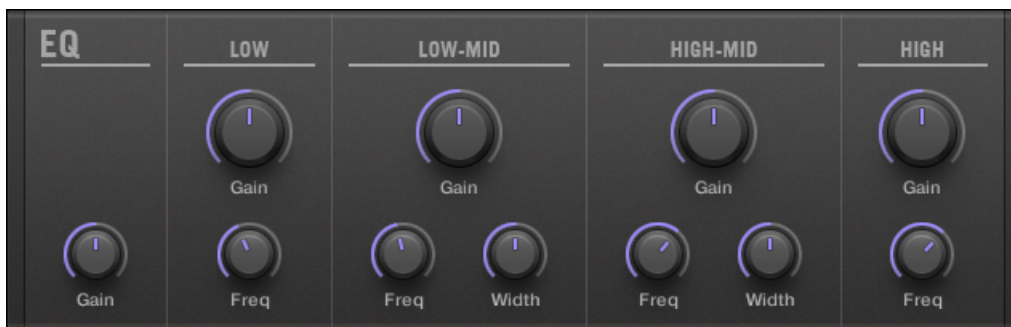 EQ
LOW
LOW-MID
HIGH-MID
HIGH
Gain
Gain
Gain
Gain
Gain
Freq
Freq
Width
Freq
Width
Freq